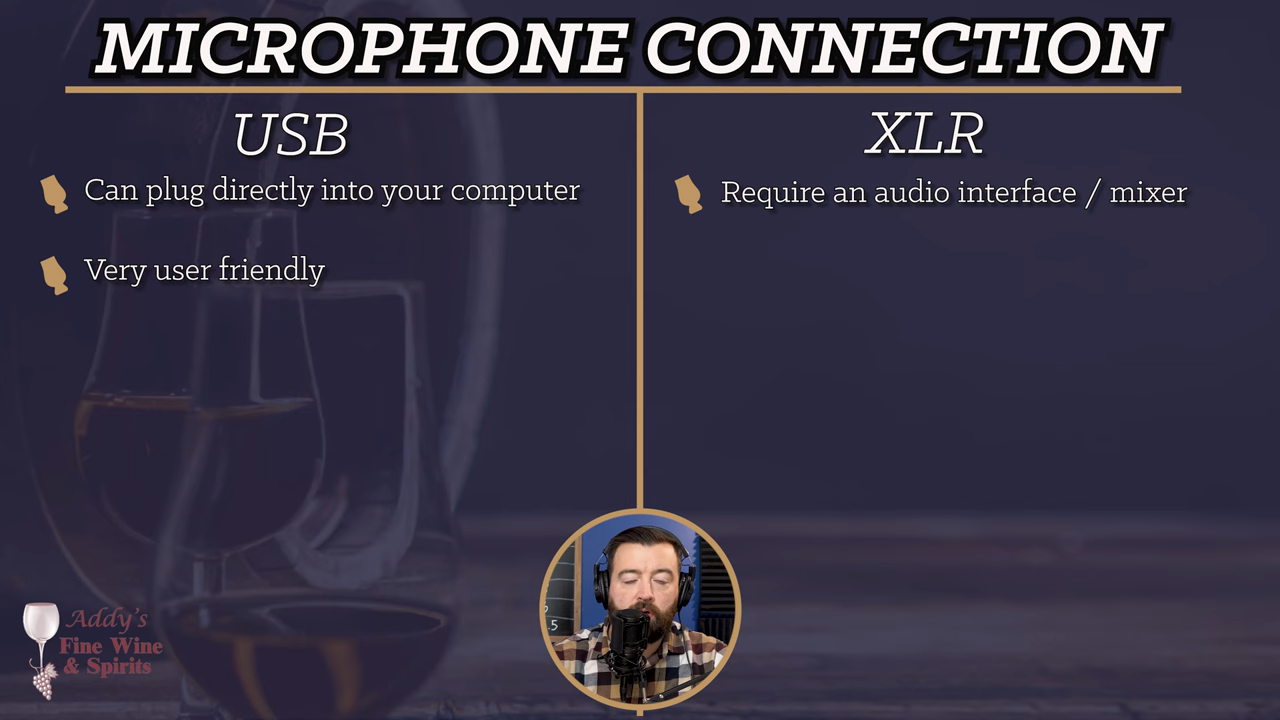 MICROPHONE CONNECTION
USB
Can plug directly into your computer
Very user friendly
XLR
Require an audio interface / mixer
Addy's
Fine Wine
& Spirits
.5